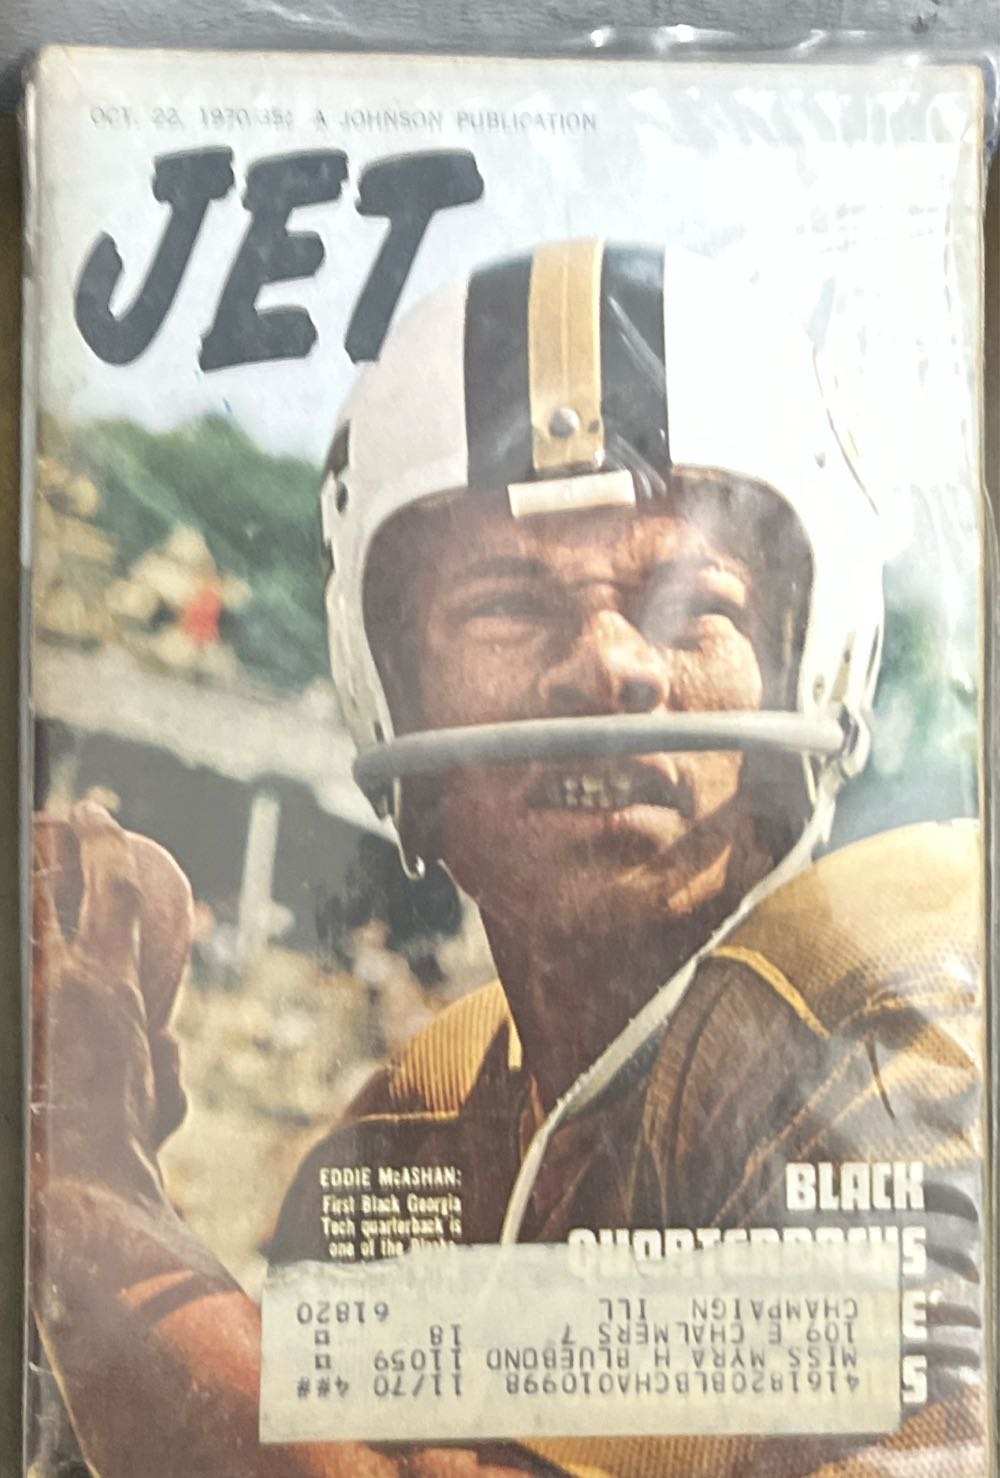 OCT. 22, 1970 35¢ A JOHNSON PUBLICATION
JET
EDDIE McASHAN:
First Black Georgia
Tech quarterback is
one of the
BLACK
QUARTERBACKS
E'
S
4161820BLBCHA010998 11/70 4##
MISS MYRA H BLUEBOND 11059 ¤
109 E CHALMERS 7 18 ¤
CHAMPAIGN ILL 61820